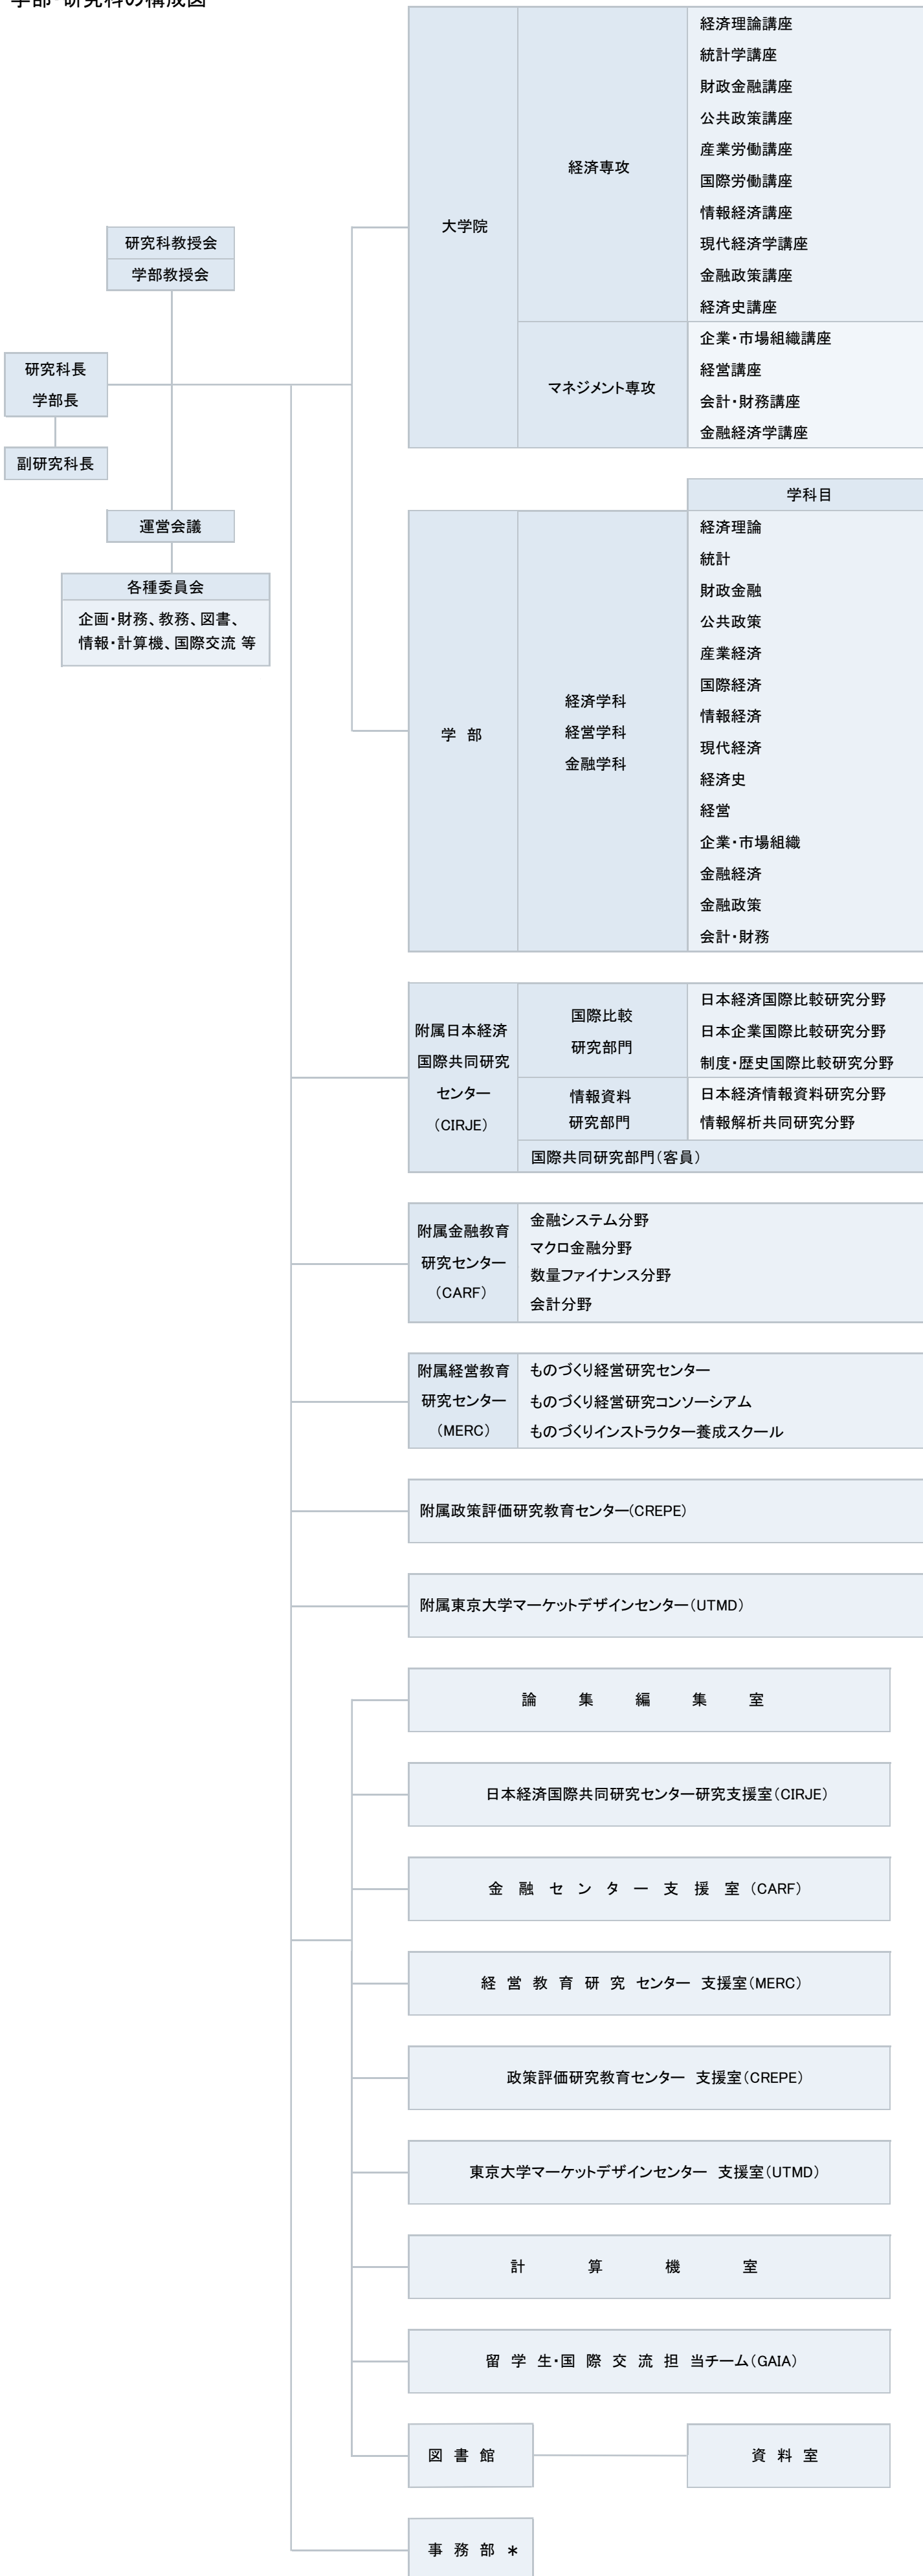 学部・研究科の構成図
研究科教授会
学部教授会
研究科長
学部長
副研究科長
運営会議
各種委員会
企画・財務、教務、図書、
情報・計算機、国際交流 等
大学院
経済専攻
経済理論講座
統計学講座
財政金融講座
公共政策講座
産業労働講座
国際労働講座
情報経済講座
現代経済学講座
金融政策講座
経済史講座
マネジメント専攻
企業・市場組織講座
経営講座
会計・財務講座
金融経済学講座
学科目
学 部
経済学科
経営学科
金融学科
経済理論
統計
財政金融
公共政策
産業経済
国際経済
情報経済
現代経済
経済史
経営
企業・市場組織
金融経済
金融政策
会計・財務
附属日本経済
国際共同研究
センター
（CIRJE）
国際比較
研究部門
日本経済国際比較研究分野
日本企業国際比較研究分野
制度・歴史国際比較研究分野
情報資料
研究部門
日本経済情報資料研究分野
情報解析共同研究分野
国際共同研究部門（客員）
附属金融教育
研究センター
（CARF）
金融システム分野
マクロ金融分野
数量ファイナンス分野
会計分野
附属経営教育
研究センター
（MERC）
ものづくり経営研究センター
ものづくり経営研究コンソーシアム
ものづくりインストラクター養成スクール
附属政策評価研究教育センター(CREPE)
附属東京大学マーケットデザインセンター（UTMD）
論 集 編 集 室
日本経済国際共同研究センター研究支援室（CIRJE）
金 融 セ ン タ ー 支 援 室 （CARF）
経 営 教 育 研 究 センター 支援室（MERC）
政策評価研究教育センター 支援室（CREPE）
東京大学マーケットデザインセンター 支援室（UTMD）
計 算 機 室
留 学 生・国 際 交 流 担 当チーム（GAIA）
図 書 館
資 料 室
事 務 部 ＊